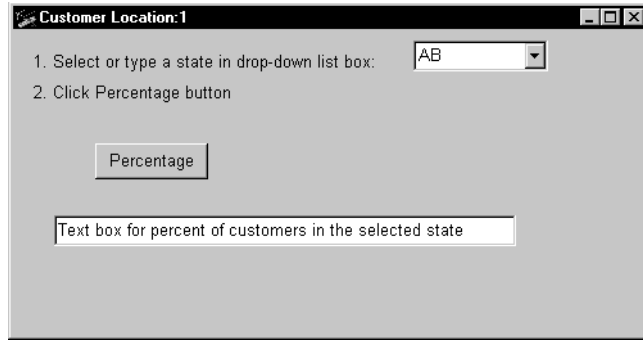 Customer Location:1
1. Select or type a state in drop-down list box: AB
2. Click Percentage button
Percentage
Text box for percent of customers in the selected state